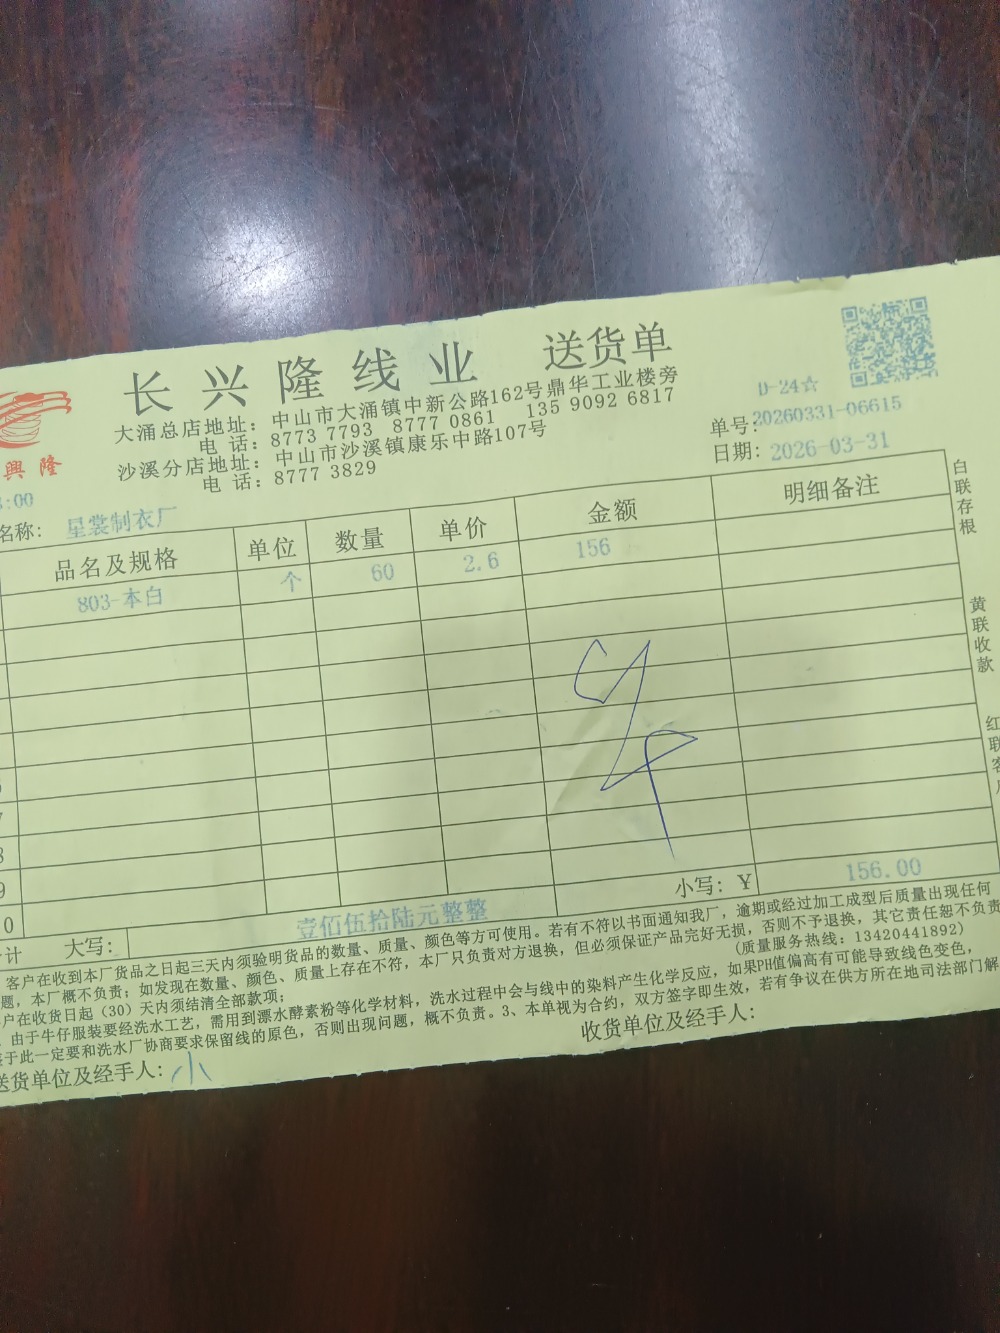 长兴隆线业 送货单
大涌总店地址：中山市大涌镇中新公路162号鼎华工业楼旁
电 话：8773 7793 8777 0861 135 9092 6817
沙溪分店地址：中山市沙溪镇康乐中路107号
电 话：8777 3829
興隆
D-24☆
单号：20260331-06615
日期：2026-03-31
:00
名称：星裳制衣厂
品名及规格 单位 数量 单价 金额 明细备注
803-本白 个 60 2.6 156
7
8
9
0
小写：￥ 156.00
计 大写：壹佰伍拾陆元整整
客户在收到本厂货品之日起三天内须验明货品的数量、质量、颜色等方可使用。若有不符以书面通知我厂，逾期或经过加工成型后质量出现任何
题，本厂概不负责；如发现在数量、颜色、质量上存在不符，本厂只负责对方退换，但必须保证产品完好无损，否则不予退换，其它责任恕不负责
户在收货日起（30）天内须结清全部款项； （质量服务热线：13420441892）
由于牛仔服装要经洗水工艺，需用到漂水酵素粉等化学材料，洗水过程中会与线中的染料产生化学反应，如果PH值偏高有可能导致线色变色，
于此一定要和洗水厂协商要求保留线的原色，否则出现问题，概不负责。3、本单视为合约，双方签字即生效，若有争议在供方所在地司法部门解
送货单位及经手人：小
收货单位及经手人：
白联存根
黄联收款
红联客